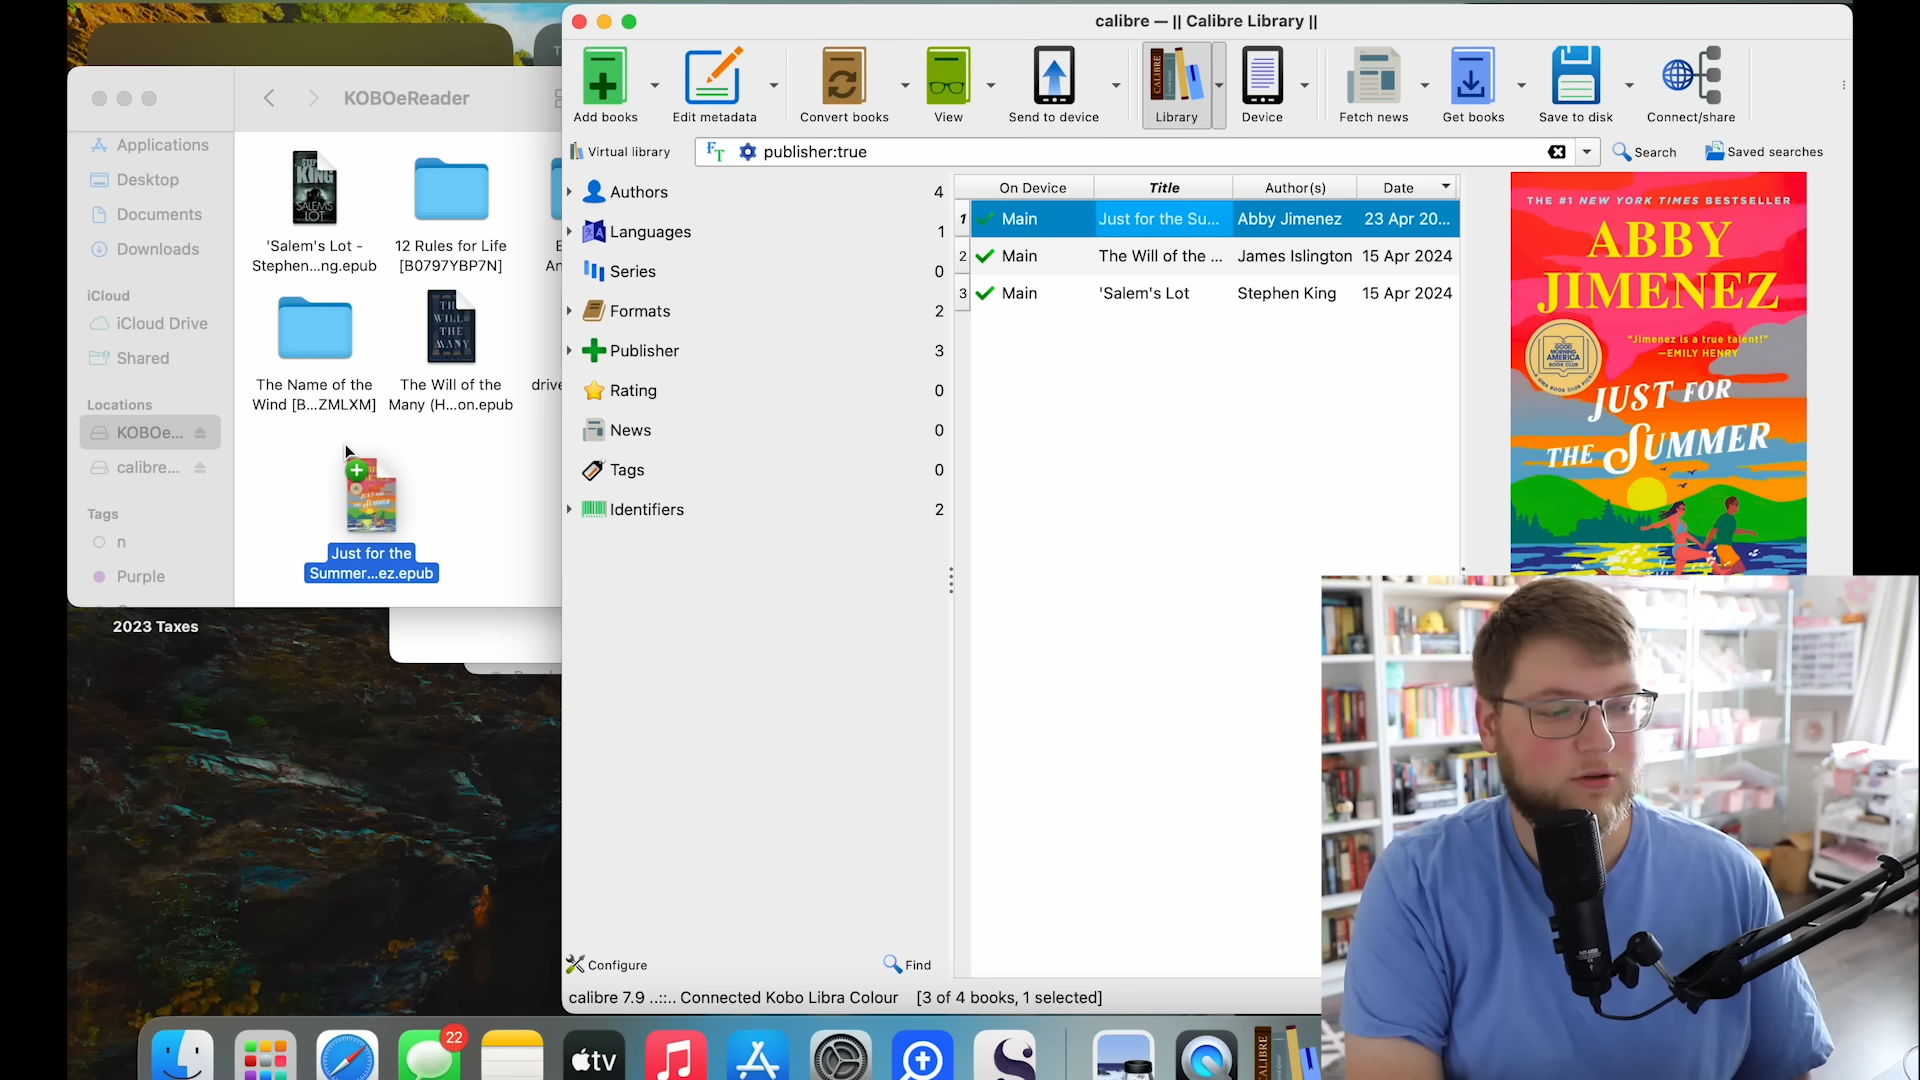 calibre — || Calibre Library ||
Add books
Edit metadata
Convert books
View
Send to device
Library
Device
Fetch news
Get books
Save to disk
Connect/share
Virtual library
publisher:true
Search
Saved searches
KOBOeReader
Applications
Desktop
Documents
Downloads
iCloud
iCloud Drive
Shared
Locations
KOBOe...
calibre...
Tags
n
Purple
'Salem's Lot -
Stephen...ng.epub
12 Rules for Life
[B0797YBP7N]
The Name of the
Wind [B...ZMLXM]
The Will of the
Many (H...on.epub
drive
Just for the
Summer...ez.epub
2023 Taxes
Authors 4
Languages 1
Series 0
Formats 2
Publisher 3
Rating 0
News 0
Tags 0
Identifiers 2
Configure
Find
On Device Title Author(s) Date
1 Main Just for the Su... Abby Jimenez 23 Apr 20...
2 Main The Will of the ... James Islington 15 Apr 2024
3 Main 'Salem's Lot Stephen King 15 Apr 2024
THE #1 NEW YORK TIMES BESTSELLER
ABBY
JIMENEZ
"Jimenez is a true talent!"
—EMILY HENRY
GOOD
MORNING
AMERICA
BOOK CLUB
JUST FOR
THE SUMMER
calibre 7.9 ..::.. Connected Kobo Libra Colour [3 of 4 books, 1 selected]
22
tv
CALIBRE